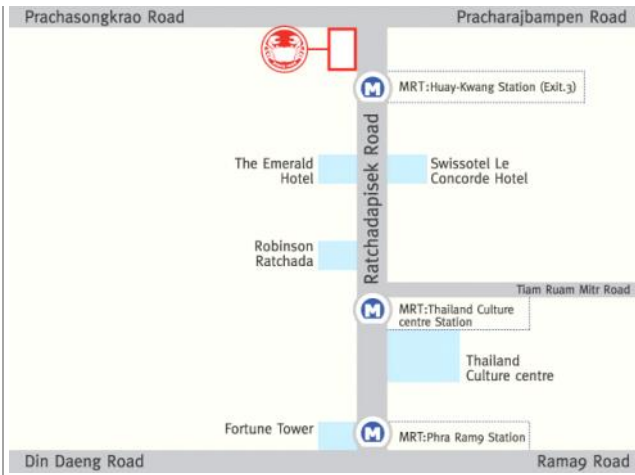 Prachasongkrao Road
Pracharajbampen Road
M
MRT:Huay-Kwang Station (Exit.3)
Ratchadapisek Road
The Emerald
Hotel
Swissotel Le
Concorde Hotel
Robinson
Ratchada
Tiam Ruam Mitr Road
M
MRT:Thailand Culture
centre Station
Thailand
Culture centre
Fortune Tower
M
MRT:Phra Ram9 Station
Din Daeng Road
Rama9 Road